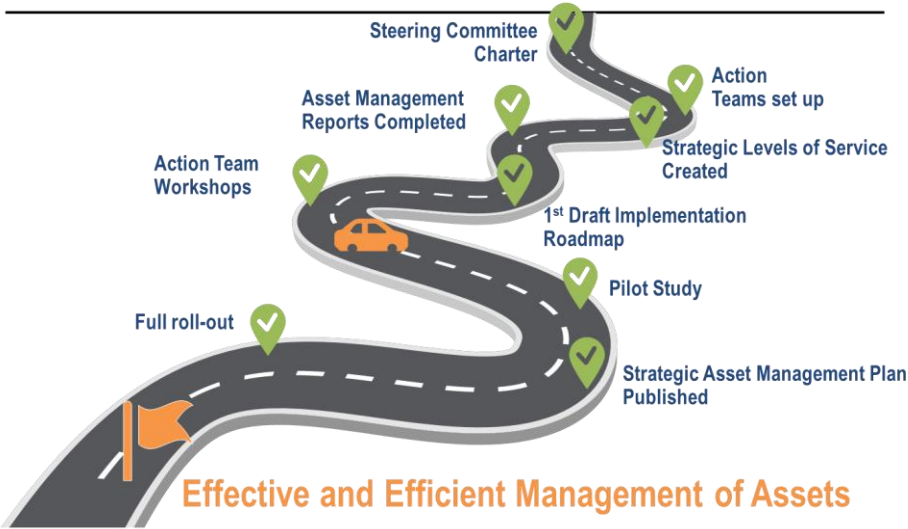 Steering Committee
Charter
Action
Teams set up
Asset Management
Reports Completed
Strategic Levels of Service
Created
Action Team
Workshops
1st Draft Implementation
Roadmap
Pilot Study
Full roll-out
Strategic Asset Management Plan
Published
Effective and Efficient Management of Assets